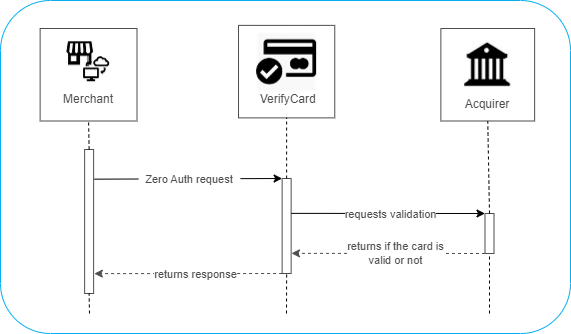 Merchant
VerifyCard
Acquirer
Zero Auth request
requests validation
returns if the card is
valid or not
returns response